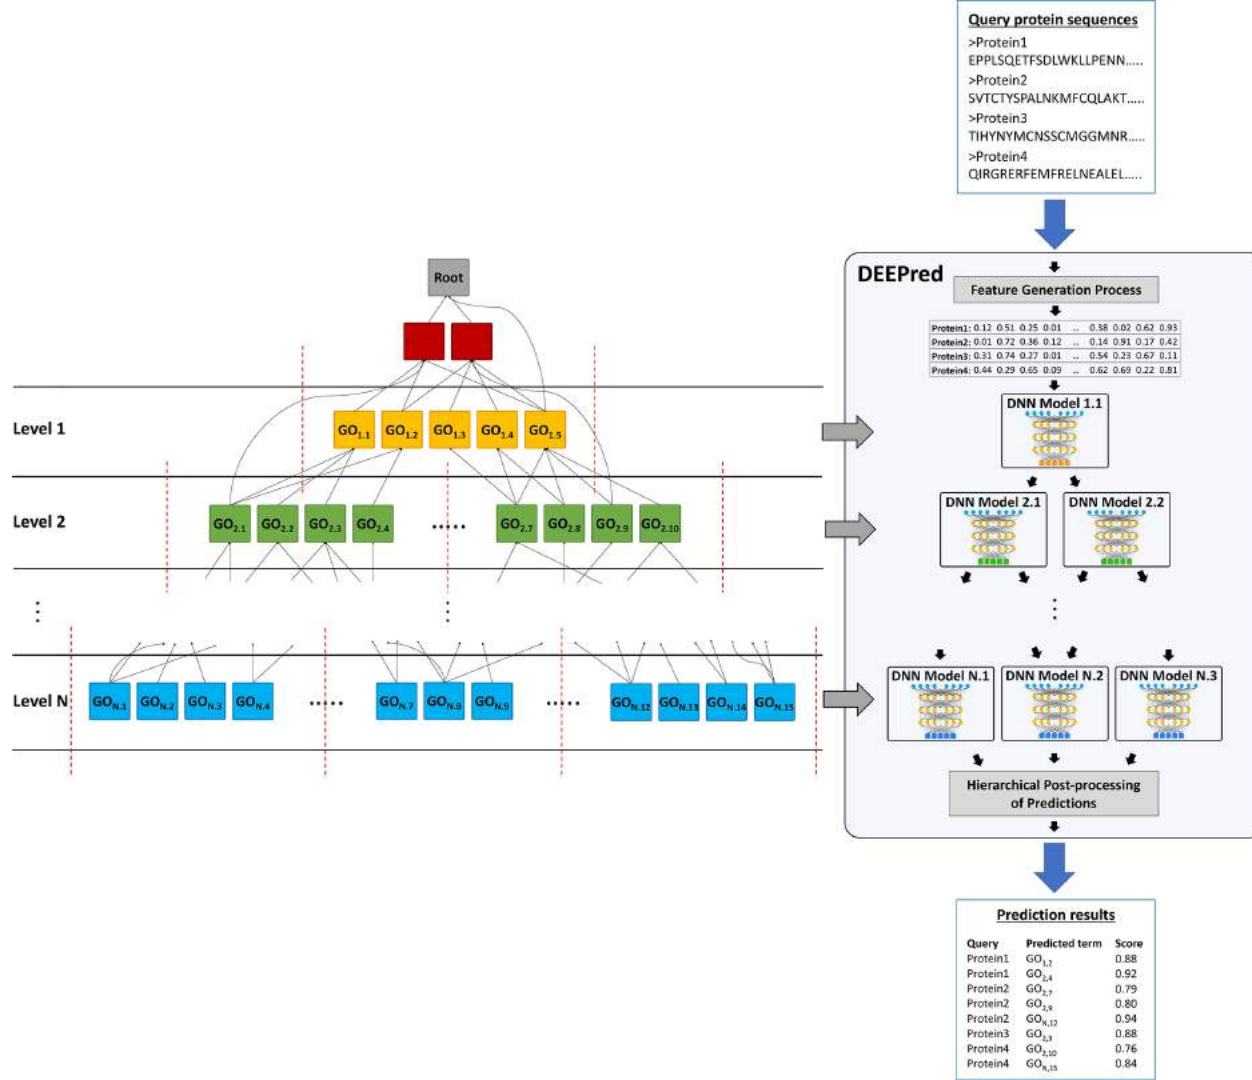 Query protein sequences
>Protein1
EPPLSQETFSDLWKLLPENN.....
>Protein2
SVTCTYSPALNKMFCQLAKT.....
>Protein3
TIHYNYMCNSSCMGGMNR.....
>Protein4
QIRGRERFEMFRELNEALEL.....
DEEPred
Feature Generation Process
Protein1: 0.12 0.51 0.25 0.01 .. 0.38 0.02 0.62 0.93
Protein2: 0.01 0.72 0.36 0.12 .. 0.14 0.91 0.17 0.42
Protein3: 0.31 0.74 0.27 0.01 .. 0.54 0.23 0.67 0.11
Protein4: 0.44 0.29 0.65 0.09 .. 0.62 0.69 0.22 0.81
Root
Level 1
GO1.1 GO1.2 GO1.3 GO1.4 GO1.5
DNN Model 1.1
Level 2
GO2.1 GO2.2 GO2.3 GO2.4 ..... GO2.7 GO2.8 GO2.9 GO2.10
DNN Model 2.1 DNN Model 2.2
Level N
GON.1 GON.2 GON.3 GON.4 ..... GON.7 GON.8 GON.9 ..... GON.12 GON.13 GON.14 GON.15
DNN Model N.1 DNN Model N.2 DNN Model N.3
Hierarchical Post-processing
of Predictions
Prediction results
Query Predicted term Score
Protein1 GO1,2 0.88
Protein1 GO2,4 0.92
Protein2 GO2,7 0.79
Protein2 GO2,9 0.80
Protein2 GON,12 0.94
Protein3 GO2,3 0.88
Protein4 GO2,10 0.76
Protein4 GON,15 0.84